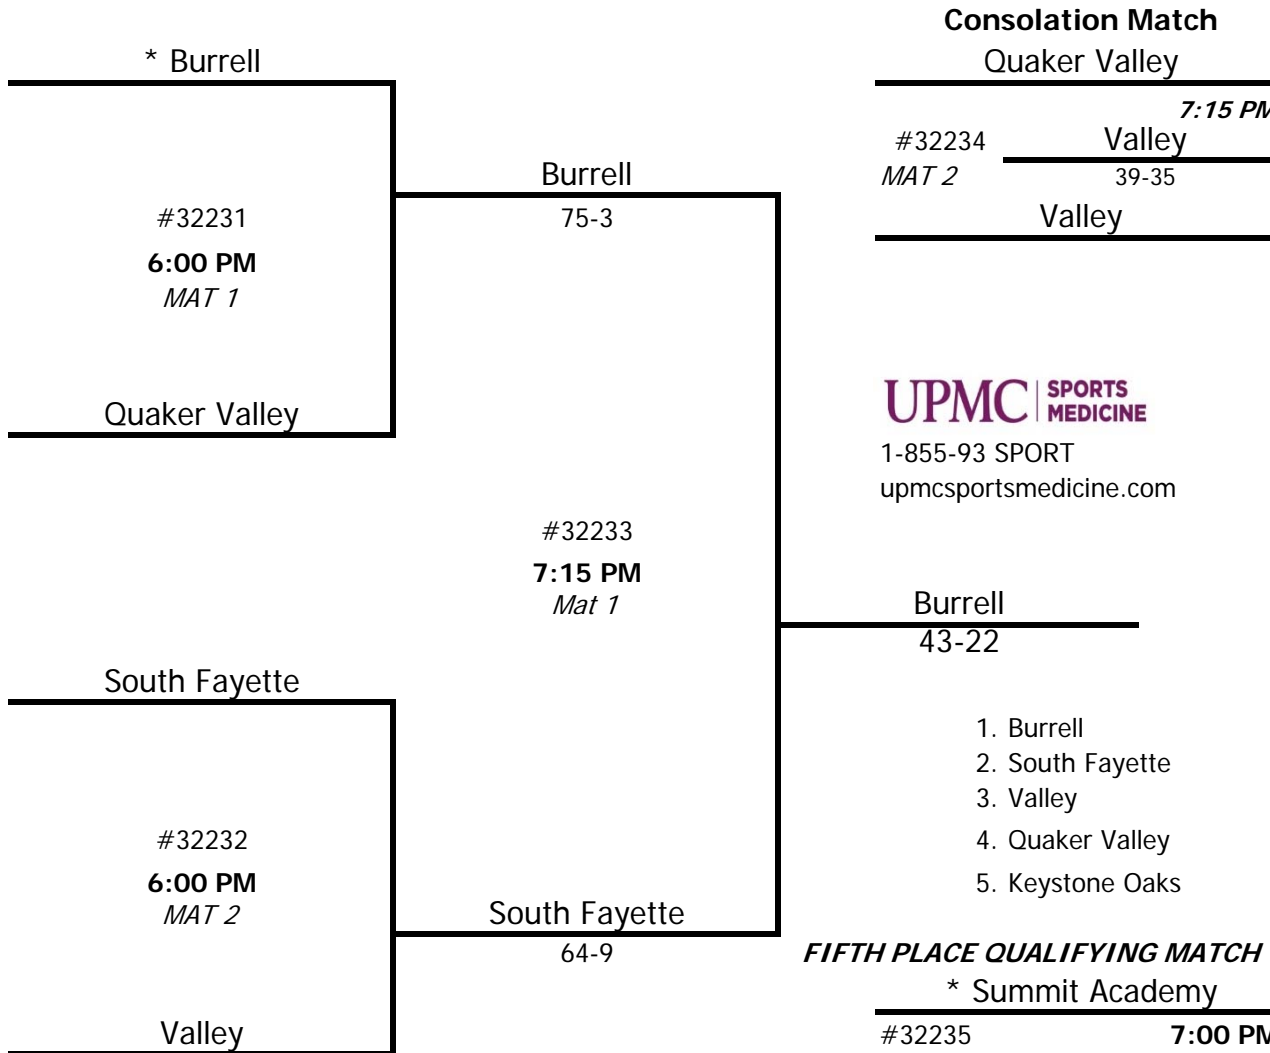 Consolation Match
* Burrell
Quaker Valley
7:15 PM
#32234
Valley
Burrell
MAT 2
39-35
#32231
75-3
Valley
6:00 PM
MAT 1
UPMC SPORTS MEDICINE
Quaker Valley
1-855-93 SPORT
upmcsportsmedicine.com
#32233
7:15 PM
Mat 1
Burrell
43-22
South Fayette
1. Burrell
2. South Fayette
3. Valley
#32232
4. Quaker Valley
6:00 PM
5. Keystone Oaks
MAT 2
South Fayette
64-9
FIFTH PLACE QUALIFYING MATCH
* Summit Academy
Valley
#32235
7:00 PM